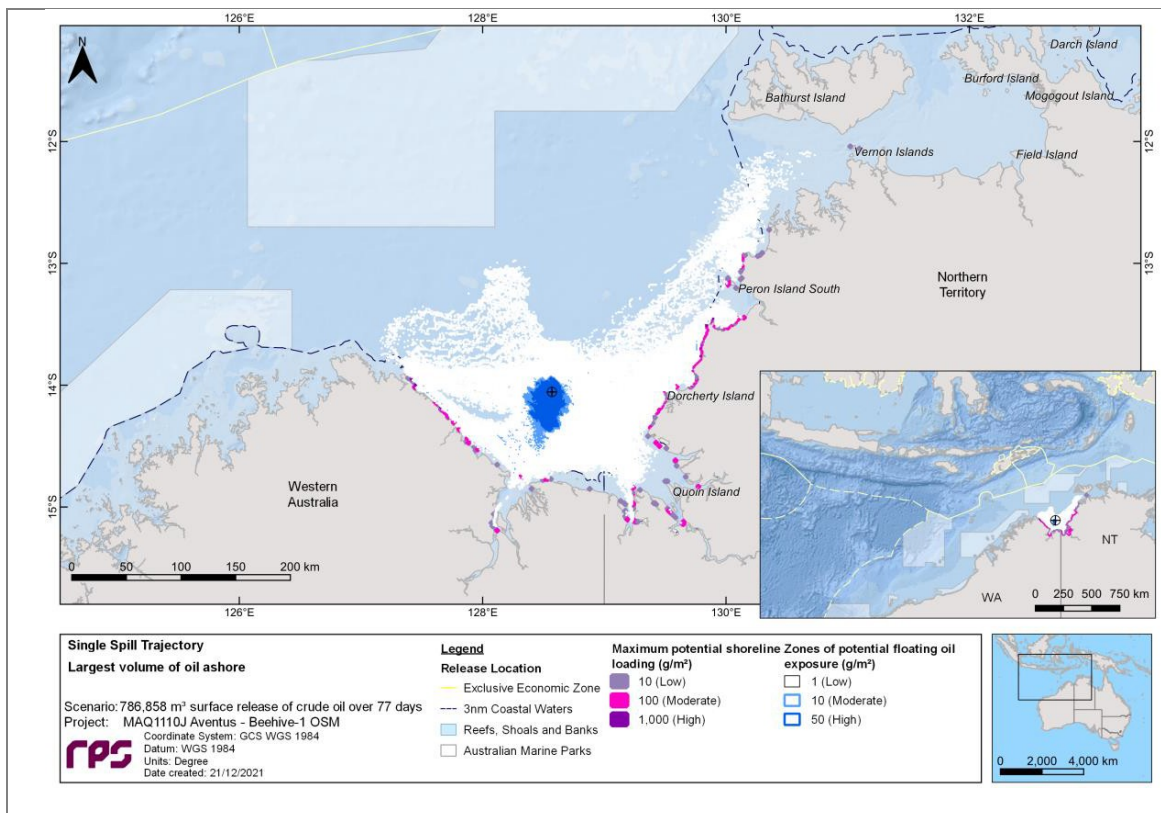 126°E 128°E 130°E 132°E
N
Darch Island
Burford Island
Bathurst Island
Mogogout Island
12°S 12°S
Vernon Islands
Field Island
13°S 13°S
Northern
Territory
Peron Island South
14°S
Dorcherty Island
Western
Australia
Quoin Island
15°S
0 50 100 150 200 km
NT
WA
0 250 500 750 km
126°E 128°E 130°E
Single Spill Trajectory
Largest volume of oil ashore
Scenario: 786,858 m³ surface release of crude oil over 77 days
Project: MAQ1110J Aventus - Beehive-1 OSM
rps
Coordinate System: GCS WGS 1984
Datum: WGS 1984
Units: Degree
Date created: 21/12/2021
Legend
Release Location
Exclusive Economic Zone
3nm Coastal Waters
Reefs, Shoals and Banks
Australian Marine Parks
Maximum potential shoreline
loading (g/m²)
10 (Low)
100 (Moderate)
1,000 (High)
Zones of potential floating oil
exposure (g/m²)
1 (Low)
10 (Moderate)
50 (High)
0 2,000 4,000 km